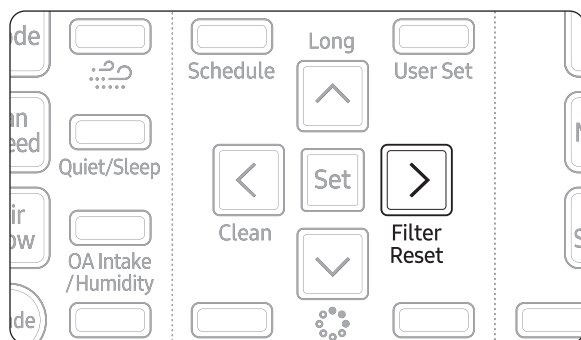 Long
Schedule
User Set
Quiet/Sleep
Set
Clean
Filter
Reset
OA Intake
/Humidity